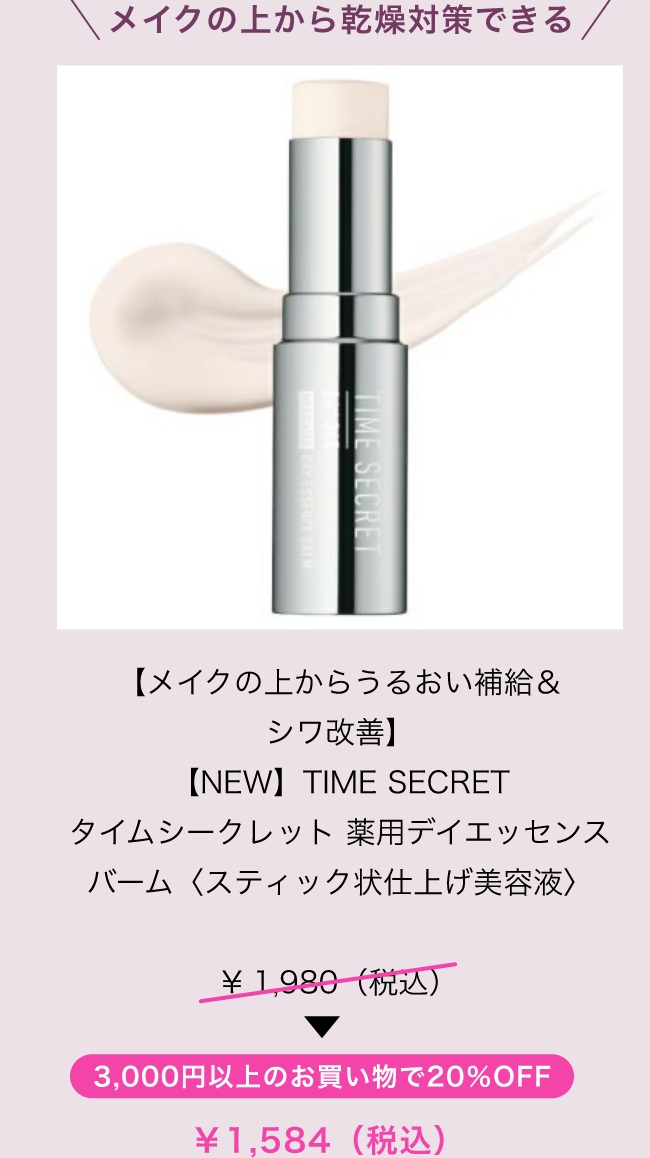 メイクの上から乾燥対策できる
TIME SECRET
DAY ESSENCE BALM
【メイクの上からうるおい補給&
シワ改善】
【NEW】TIME SECRET
タイムシークレット 薬用デイエッセンス
バーム〈スティック状仕上げ美容液〉
¥ 1,980（税込）
3,000円以上のお買い物で20%OFF
¥1,584（税込）